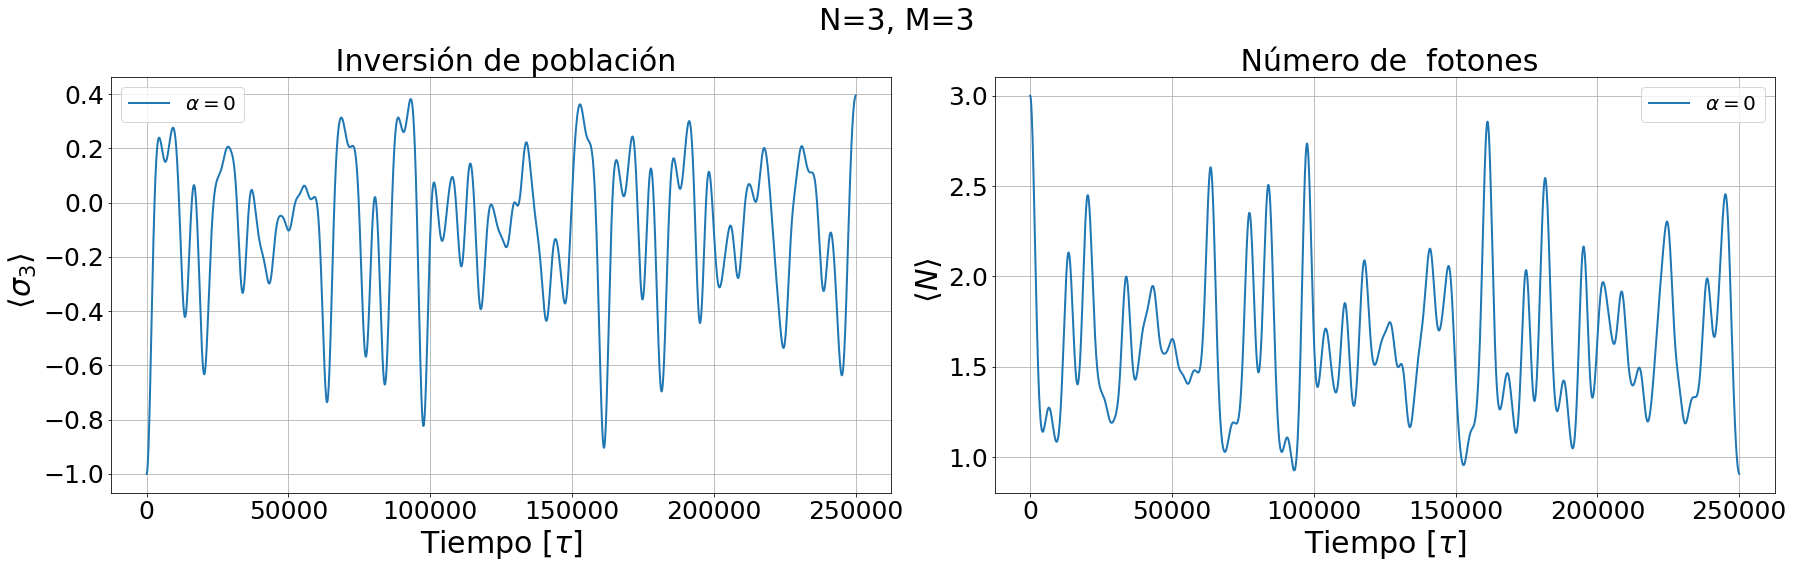 N=3, M=3
Inversión de población
Número de  fotones
α = 0
0.4
0.2
0.0
−0.2
−0.4
−0.6
−0.8
−1.0
⟨σ₃⟩
0 50000 100000 150000 200000 250000
Tiempo [τ]
α = 0
3.0
2.5
2.0
1.5
1.0
⟨N⟩
0 50000 100000 150000 200000 250000
Tiempo [τ]